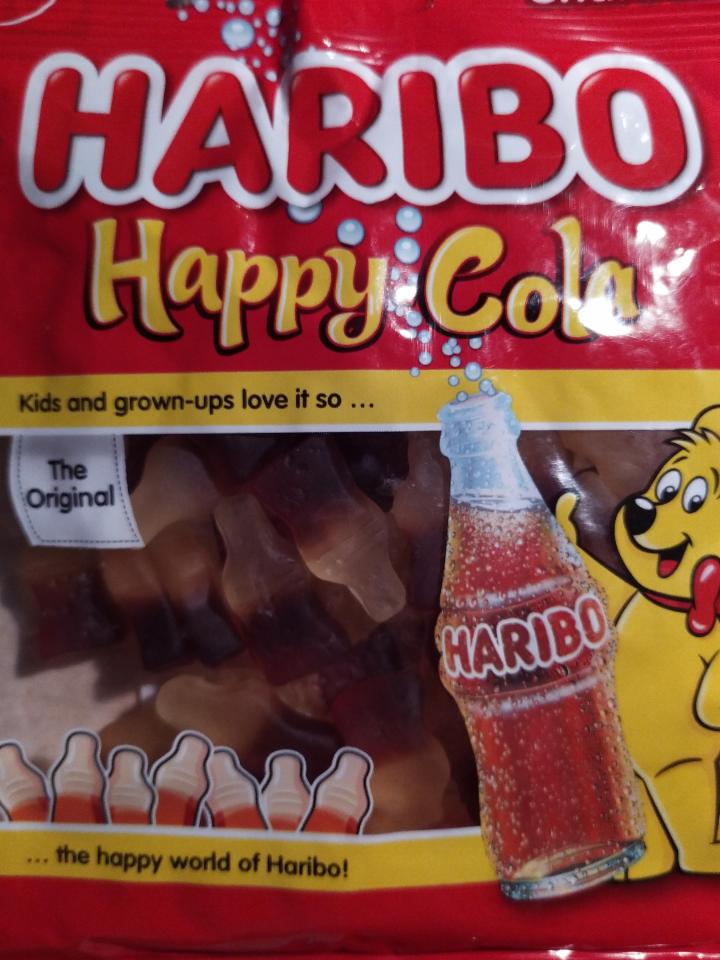 HARIBO
Happy Cola
Kids and grown-ups love it so ...
The
Original
HARIBO
... the happy world of Haribo!